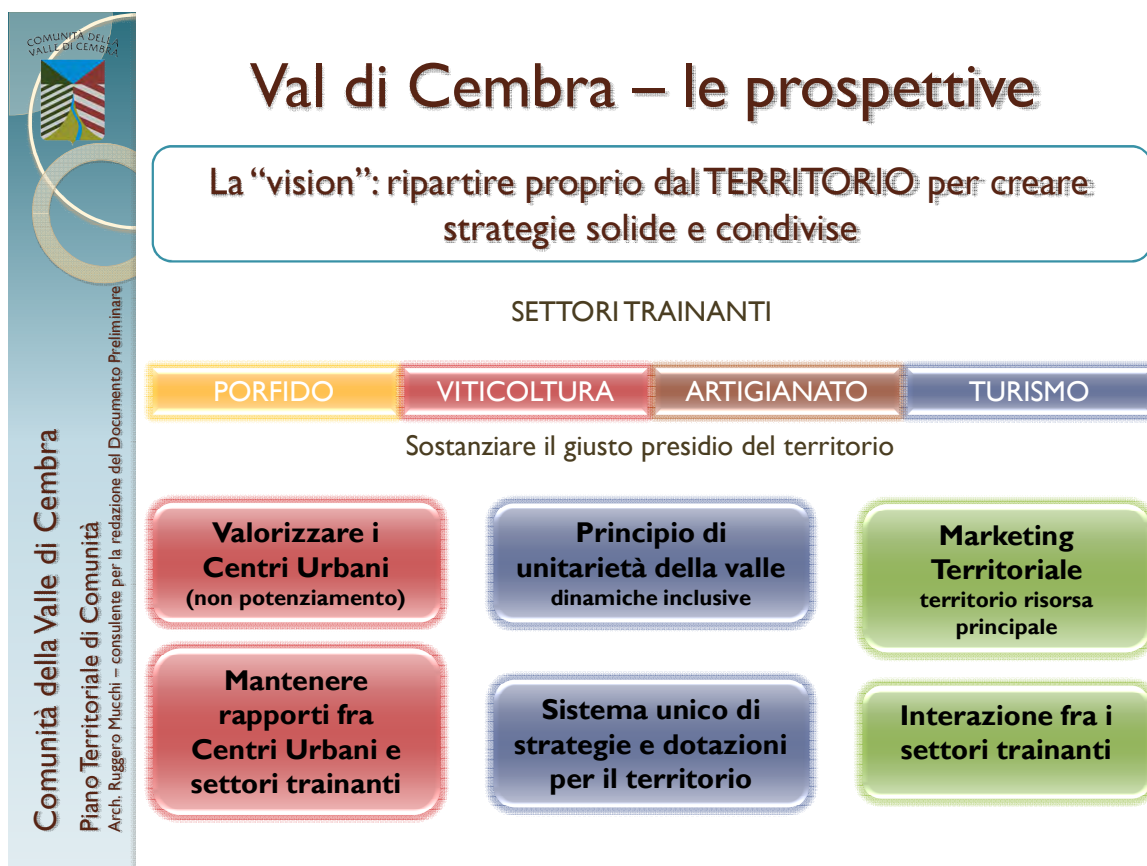 COMUNITÀ DELLA
VALLE DI CEMBRA
Val di Cembra – le prospettive
La “vision”: ripartire proprio dal TERRITORIO per creare
strategie solide e condivise
SETTORI TRAINANTI
PORFIDO
VITICOLTURA
ARTIGIANATO
TURISMO
Sostanziare il giusto presidio del territorio
Valorizzare i
Centri Urbani
(non potenziamento)
Principio di
unitarietà della valle
dinamiche inclusive
Marketing
Territoriale
territorio risorsa
principale
Mantenere
rapporti fra
Centri Urbani e
settori trainanti
Sistema unico di
strategie e dotazioni
per il territorio
Interazione fra i
settori trainanti
Comunità della Valle di Cembra
Piano Territoriale di Comunità
Arch. Ruggero Mucchi – consulente per la redazione del Documento Preliminare